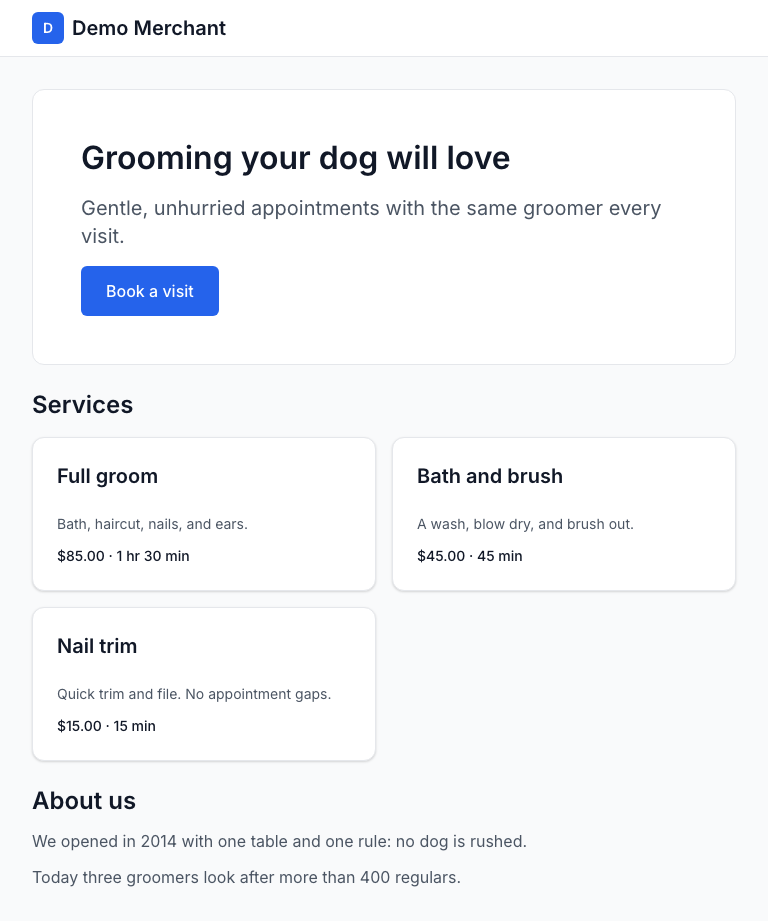 D Demo Merchant
Grooming your dog will love
Gentle, unhurried appointments with the same groomer every
visit.
Book a visit
Services
Full groom
Bath, haircut, nails, and ears.
$85.00 · 1 hr 30 min
Bath and brush
A wash, blow dry, and brush out.
$45.00 · 45 min
Nail trim
Quick trim and file. No appointment gaps.
$15.00 · 15 min
About us
We opened in 2014 with one table and one rule: no dog is rushed.
Today three groomers look after more than 400 regulars.